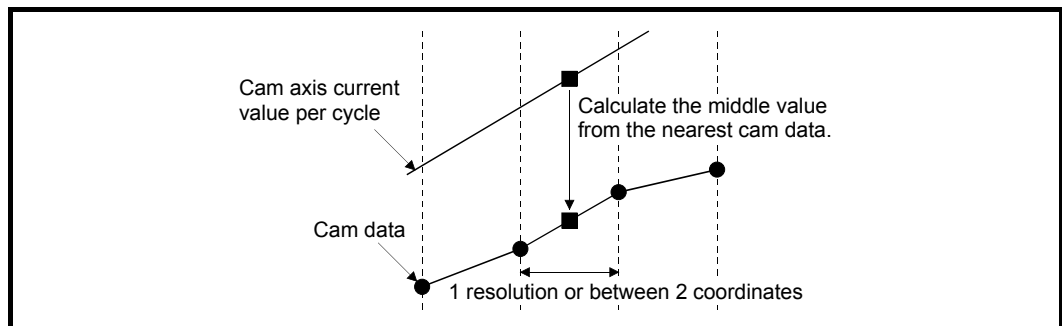 Cam axis current
value per cycle
Calculate the middle value
from the nearest cam data.
Cam data
1 resolution or between 2 coordinates